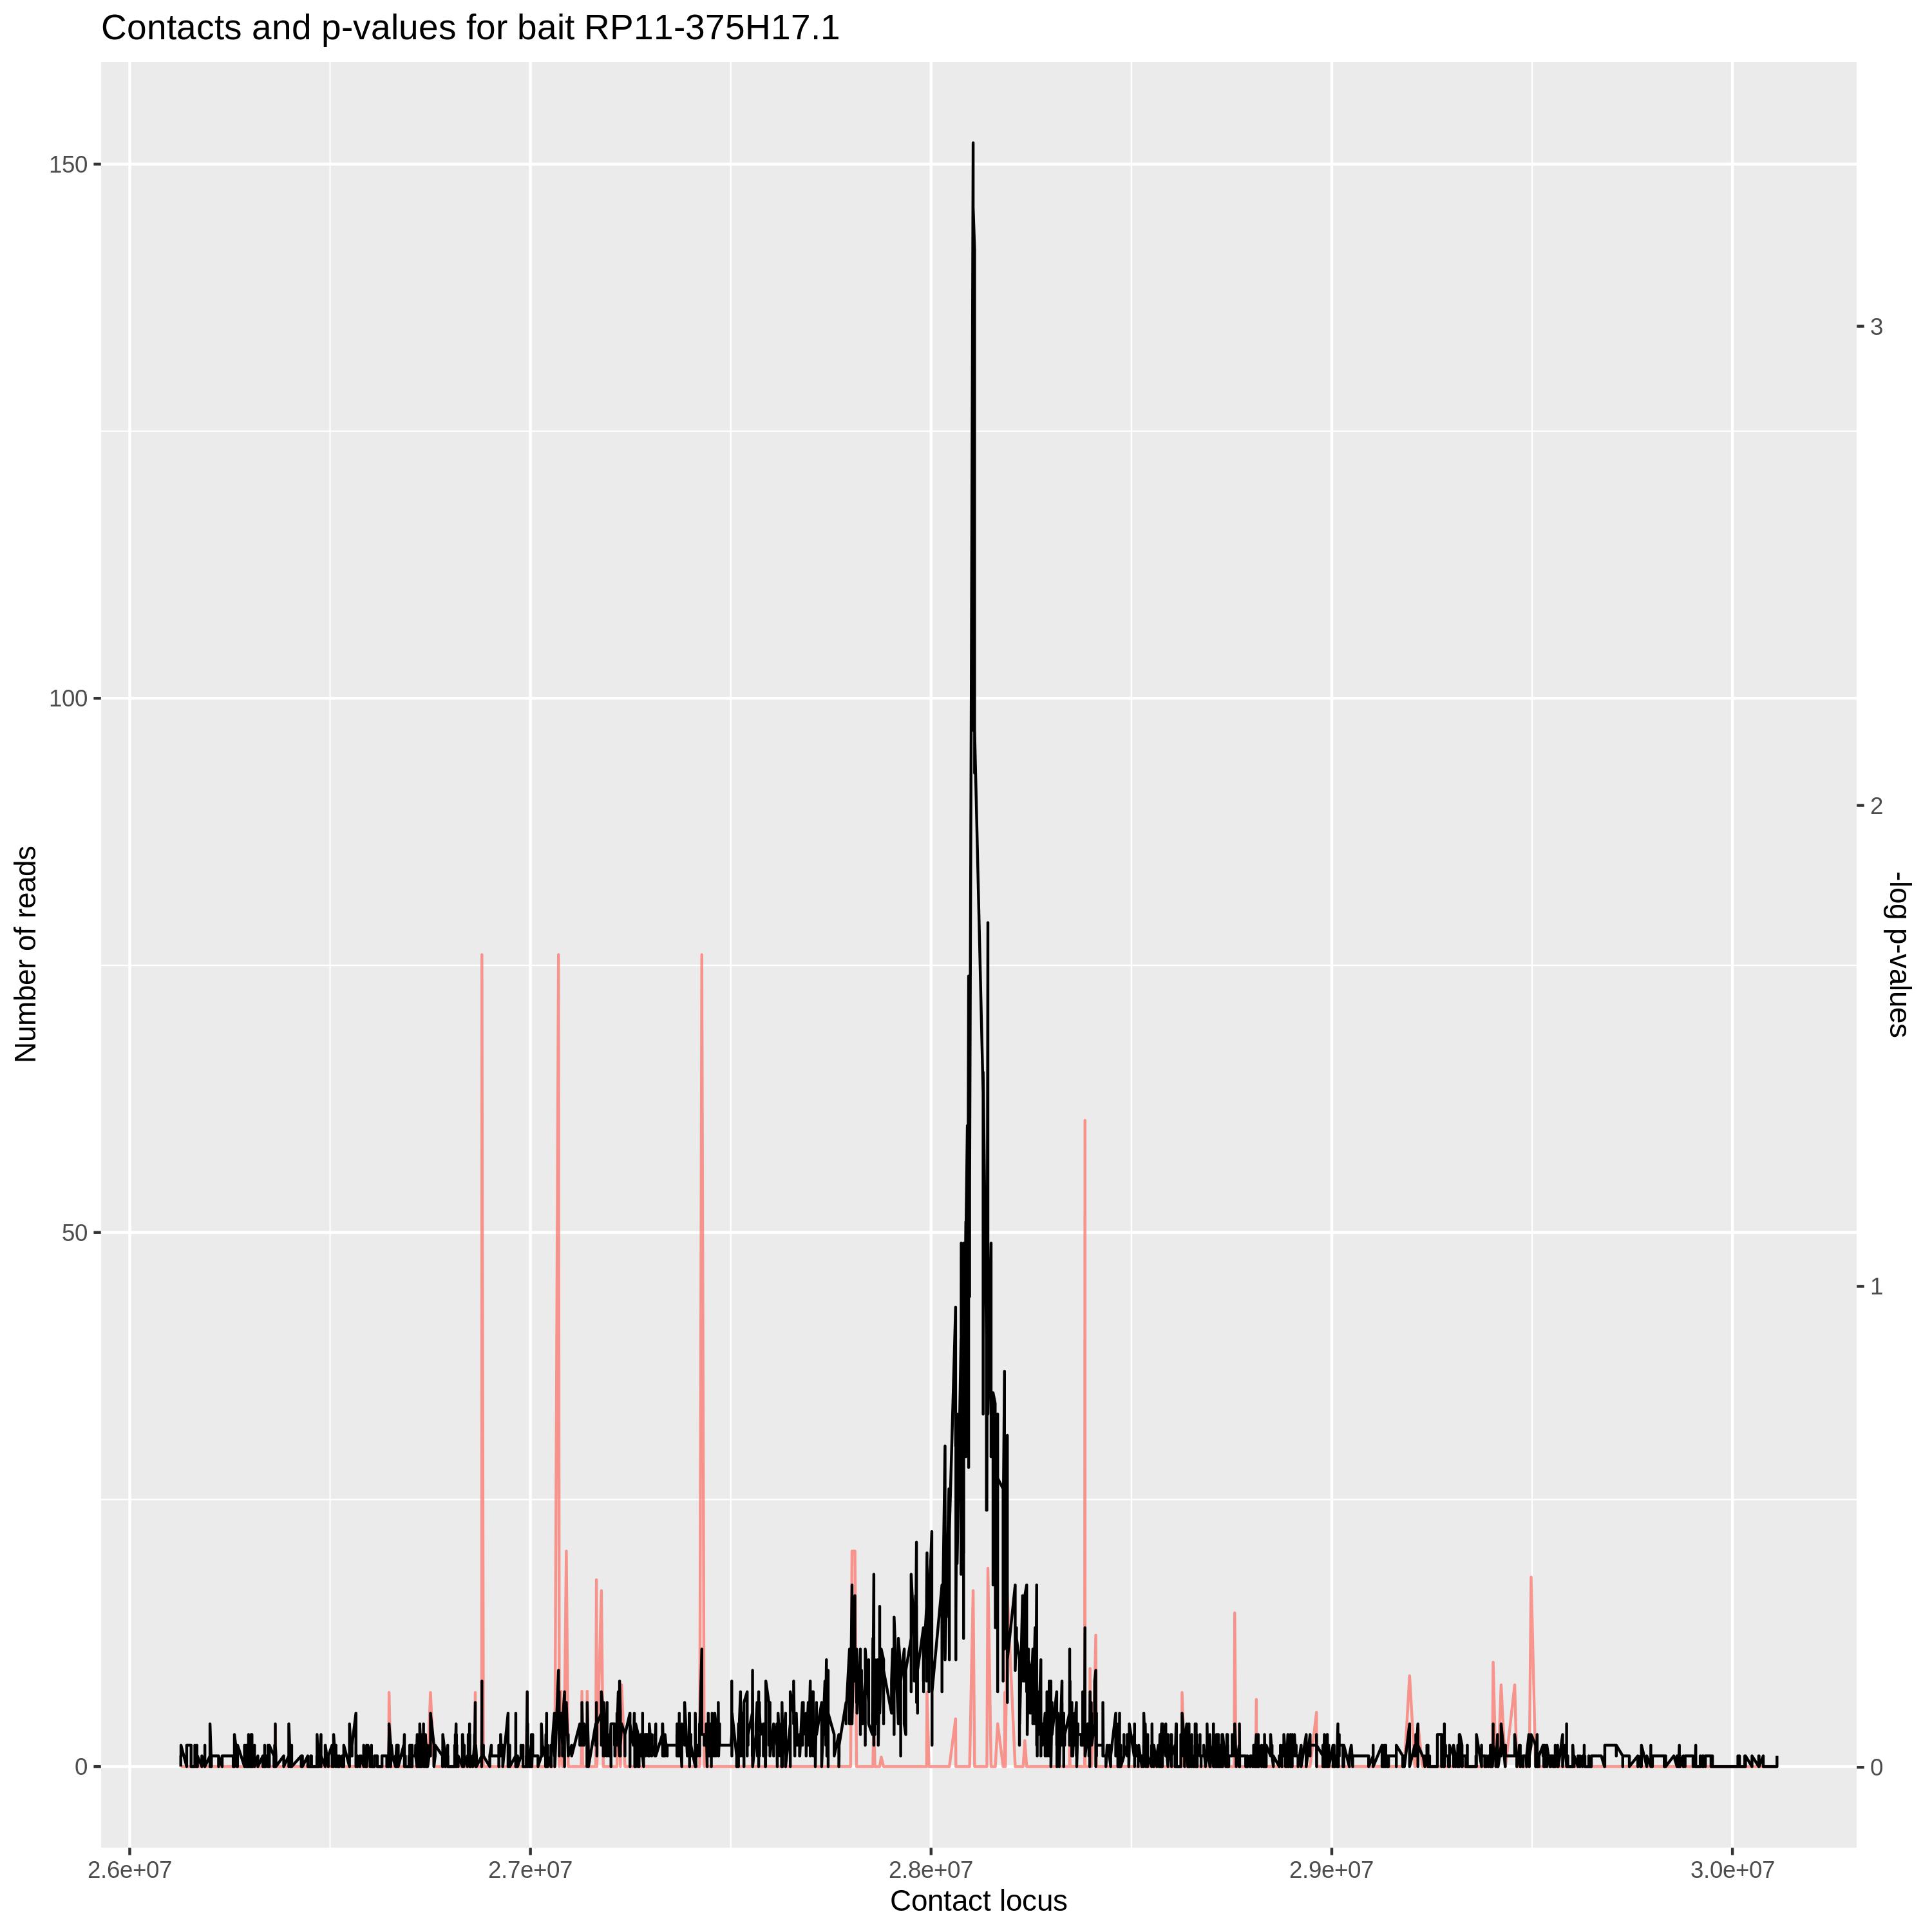 Contacts and p-values for bait RP11-375H17.1
150
100
50
0
3
2
1
0
Number of reads
-log p-values
2.6e+07
2.7e+07
2.8e+07
2.9e+07
3.0e+07
Contact locus